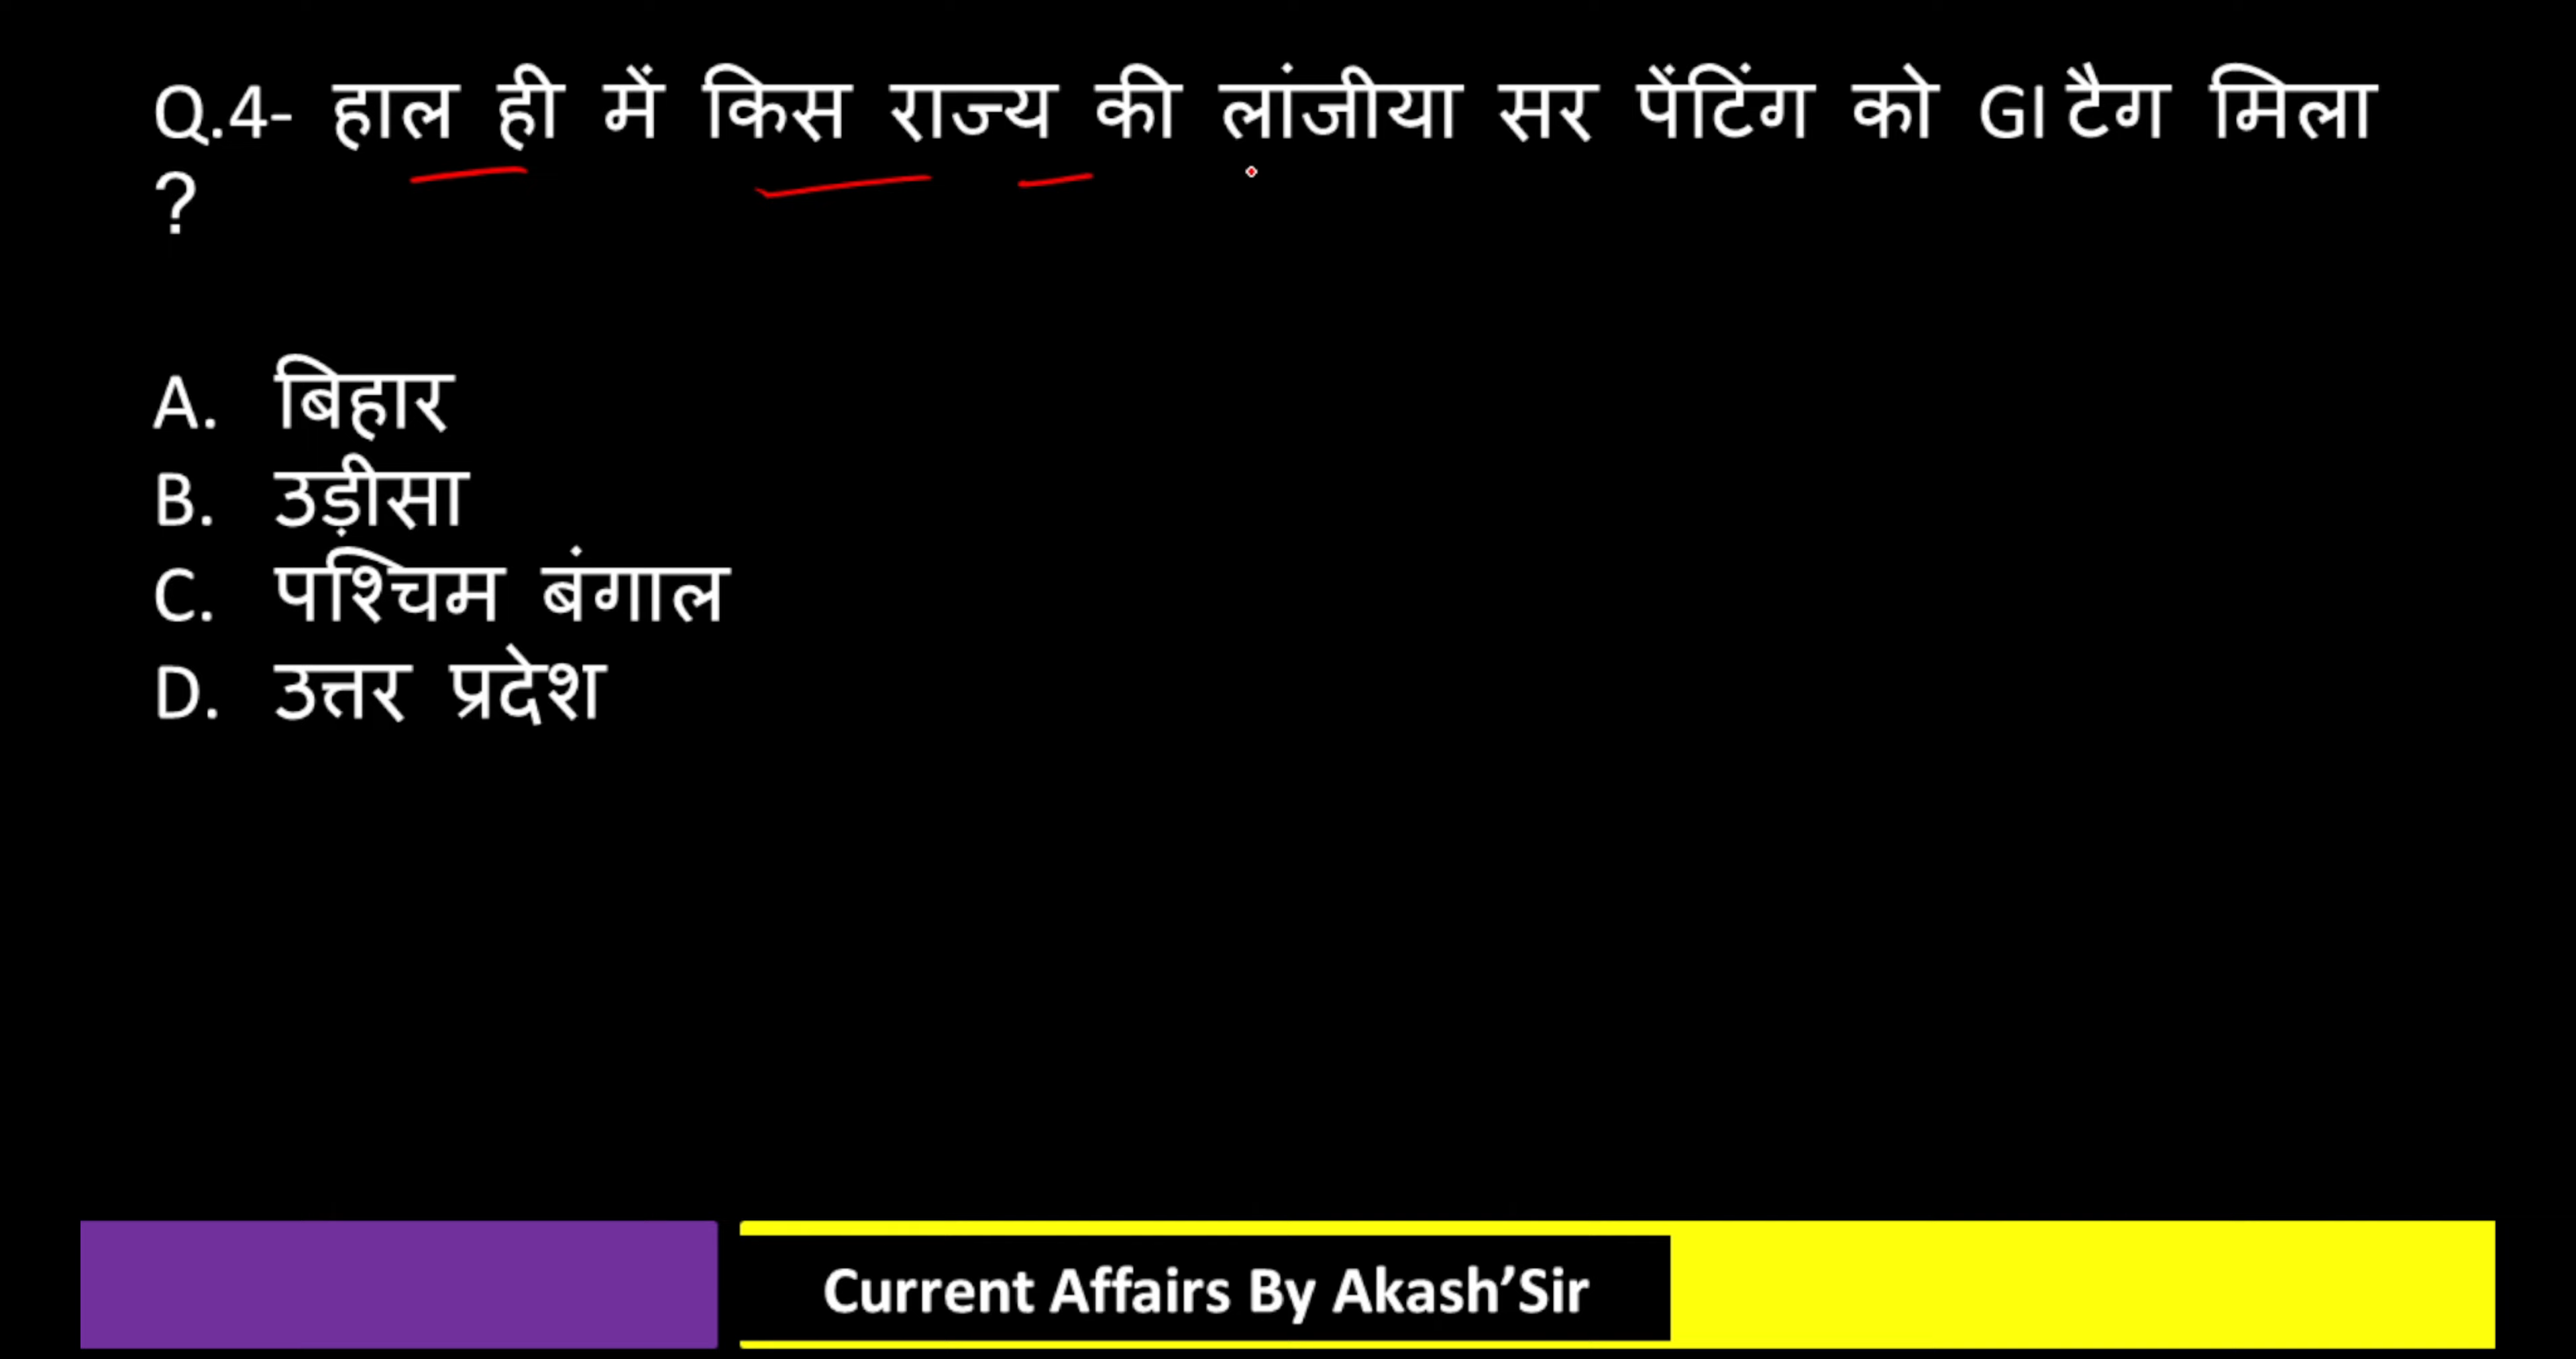 Q.4- हाल ही में किस राज्य की लांजीया सर पेंटिंग को GI टैग मिला
?
A. बिहार
B. उड़ीसा
C. पश्चिम बंगाल
D. उत्तर प्रदेश
Current Affairs By Akash’Sir